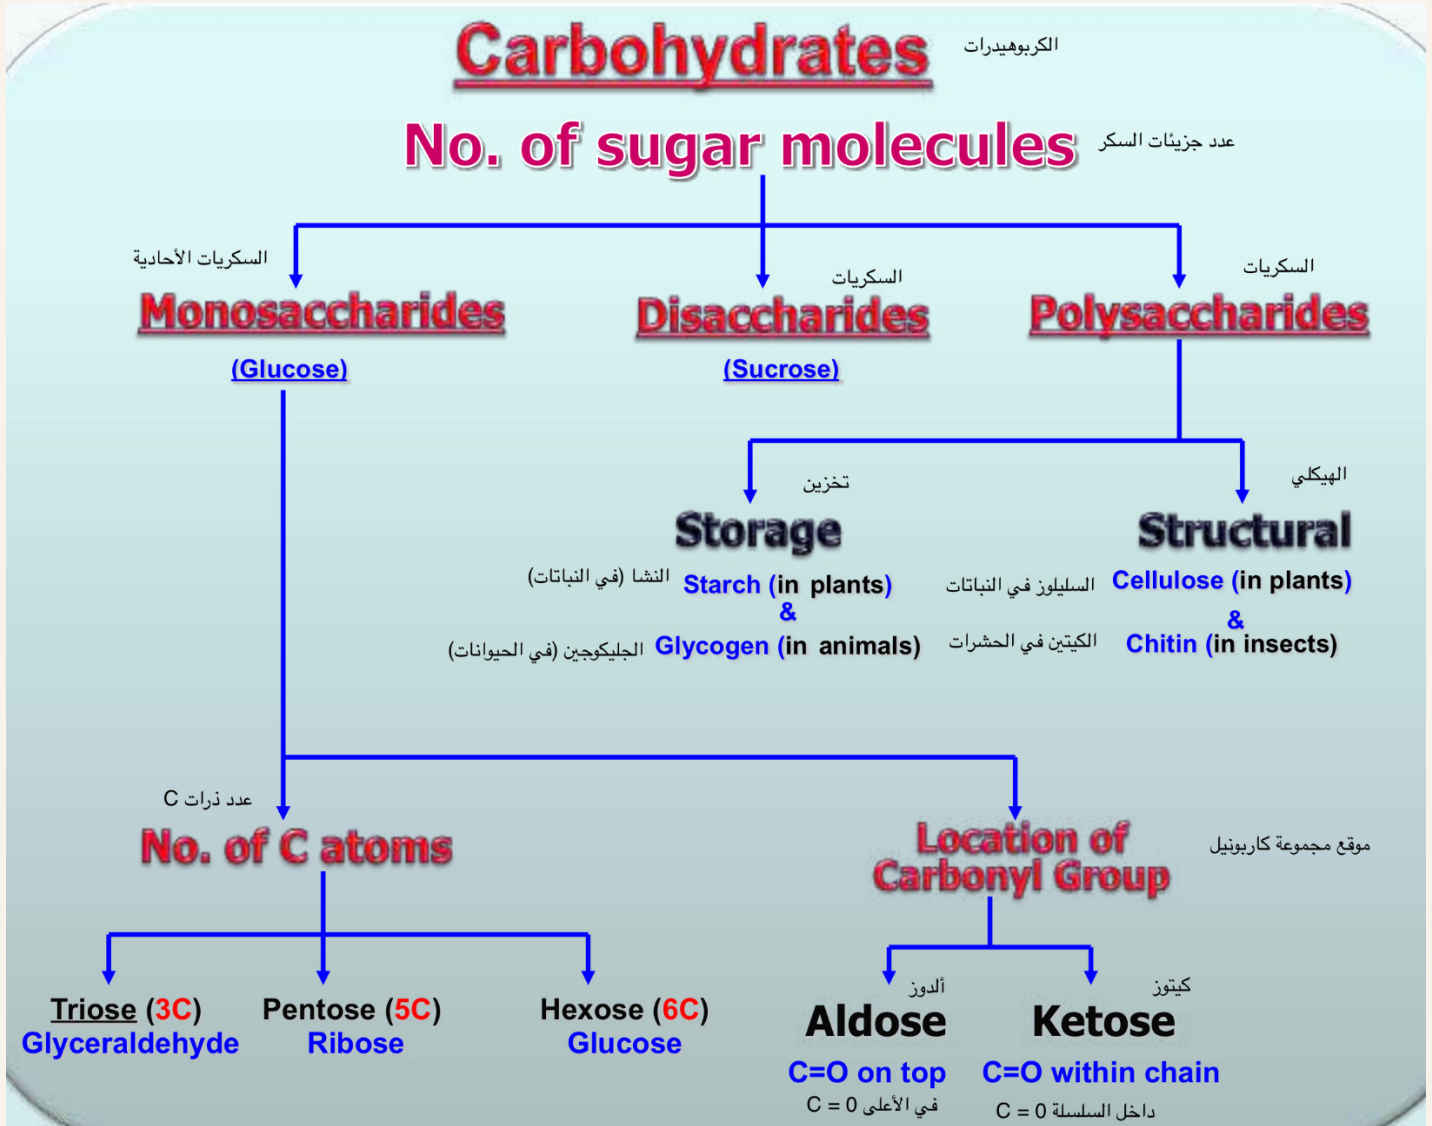 Carbohydrates
الكربوهيدرات
No. of sugar molecules
عدد جزيئات السكر
السكريات الأحادية
Monosaccharides
(Glucose)
السكريات
Disaccharides
(Sucrose)
السكريات
Polysaccharides
تخزين
Storage
النشا (في النباتات)
Starch (in plants)
&
الجليكوجين (في الحيوانات)
Glycogen (in animals)
الهيكلي
Structural
السليلوز في النباتات
Cellulose (in plants)
&
الكيتين في الحشرات
Chitin (in insects)
عدد ذرات C
No. of C atoms
Triose (3C)
Glyceraldehyde
Pentose (5C)
Ribose
Hexose (6C)
Glucose
Location of
Carbonyl Group
موقع مجموعة كاربونيل
ألدوز
Aldose
C=O on top
في الأعلى C = 0
كيتوز
Ketose
C=O within chain
داخل السلسلة C = 0